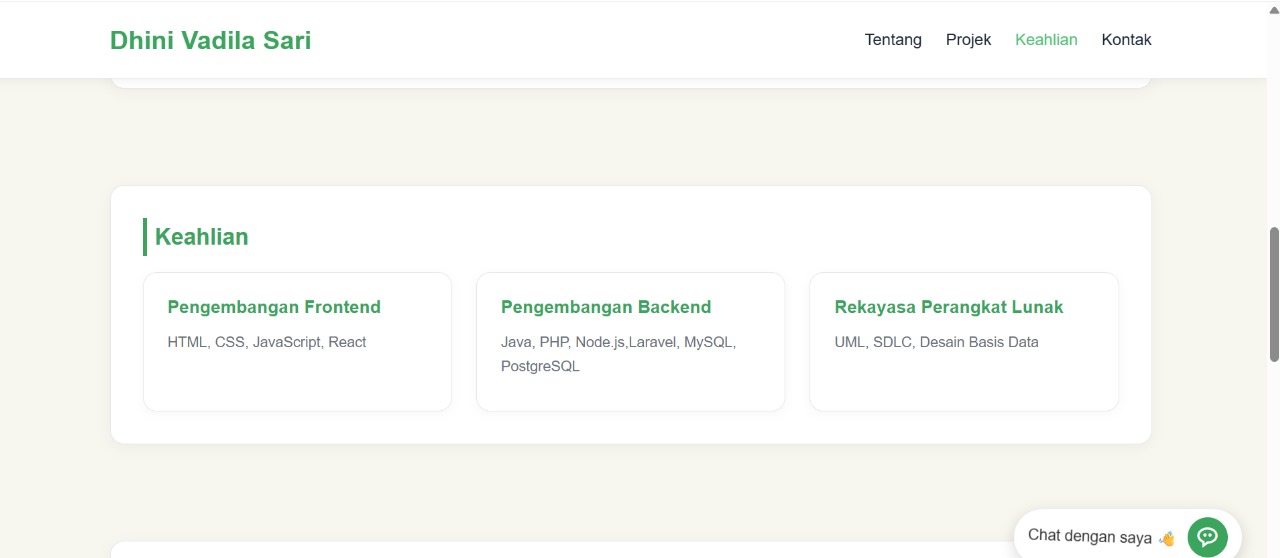 Dhini Vadila Sari
Tentang Projek Keahlian Kontak
Keahlian
Pengembangan Frontend
HTML, CSS, JavaScript, React
Pengembangan Backend
Java, PHP, Node.js,Laravel, MySQL,
PostgreSQL
Rekayasa Perangkat Lunak
UML, SDLC, Desain Basis Data
Chat dengan saya 👋